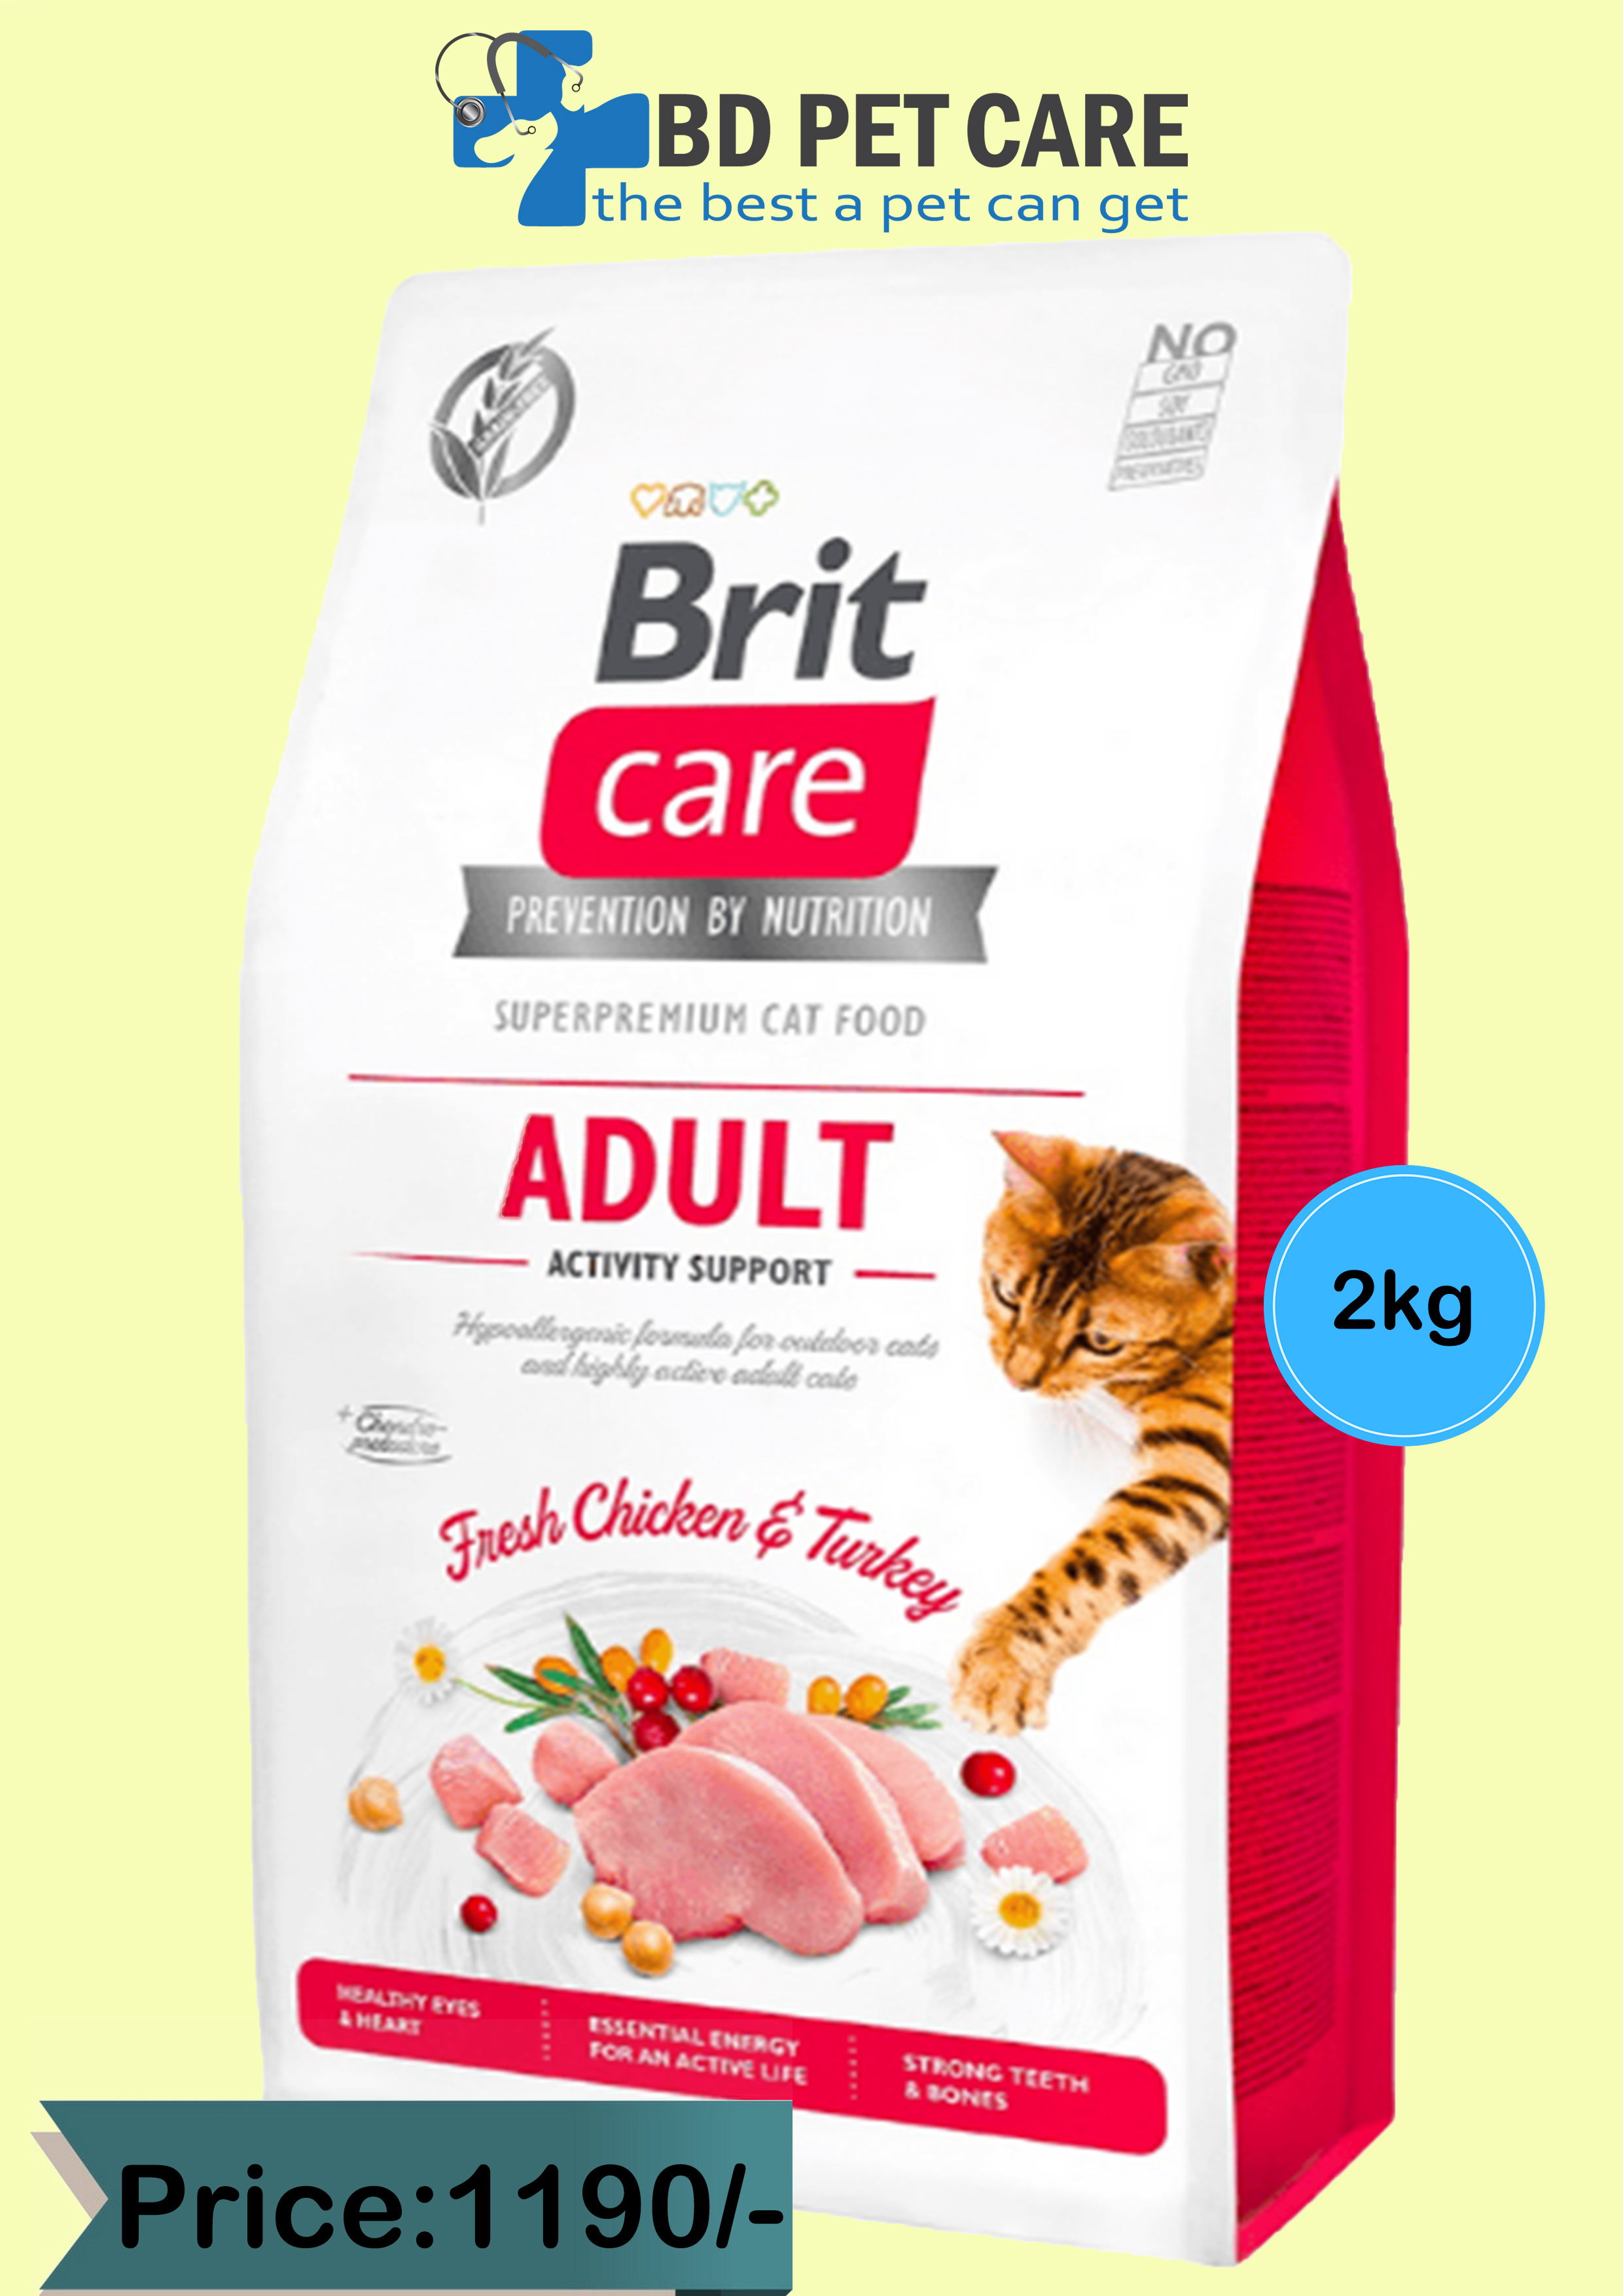 BD PET CARE
the best a pet can get
NO
GMO
SOY
COLOURANTS
PRESERVATIVES
Brit
care
PREVENTION BY NUTRITION
SUPERPREMIUM CAT FOOD
ADULT
ACTIVITY SUPPORT
Hypoallergenic formula for outdoor cats
and highly active adult cats
2kg
Fresh Chicken & Turkey
HEALTHY EYES
& HEART
ESSENTIAL ENERGY
FOR AN ACTIVE LIFE
STRONG TEETH
& BONES
Price:1190/-